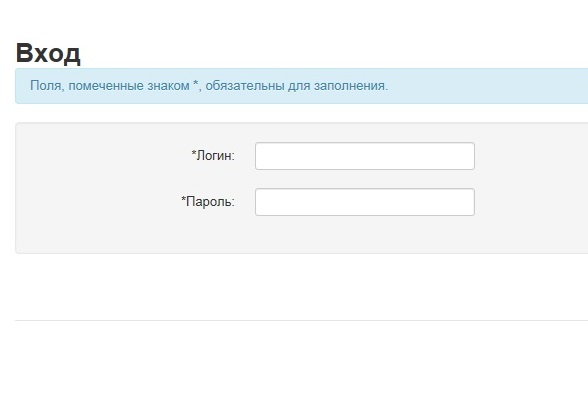 Вход
Поля, помеченные знаком *, обязательны для заполнения.
*Логин:
*Пароль: